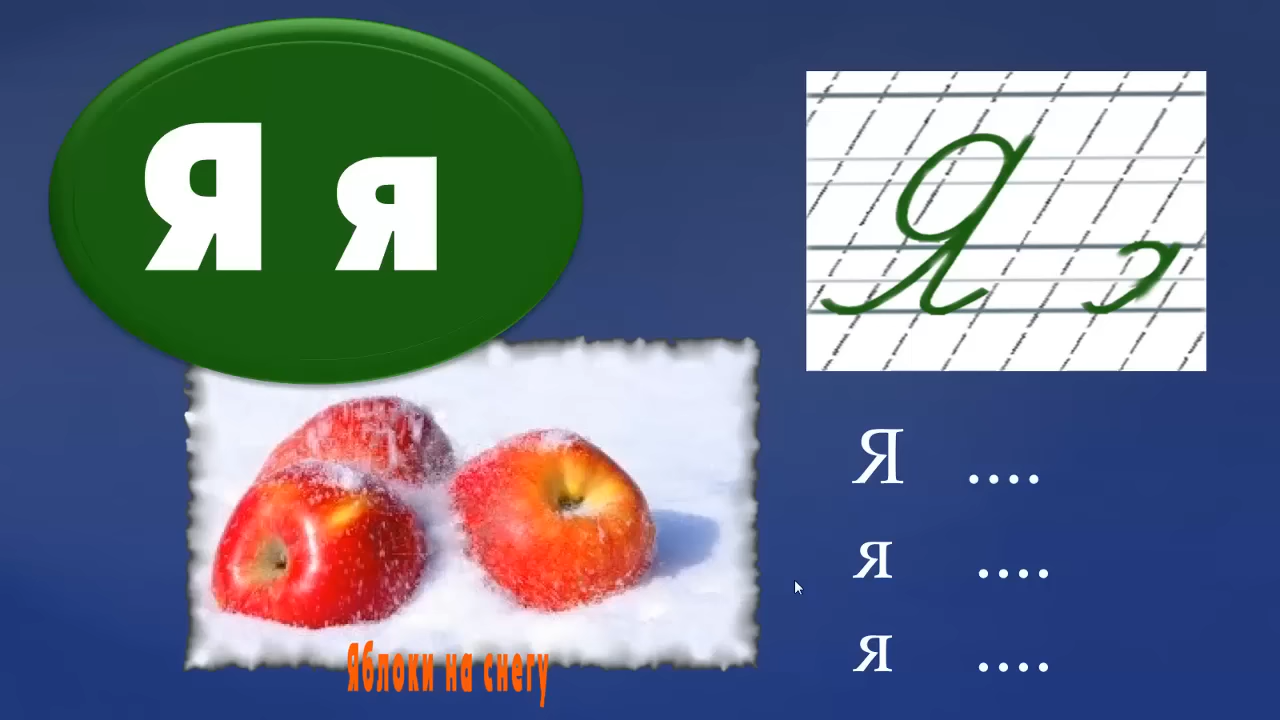 Я я
Я я
Яблоки на снегу
Я ....
я ....
я ....